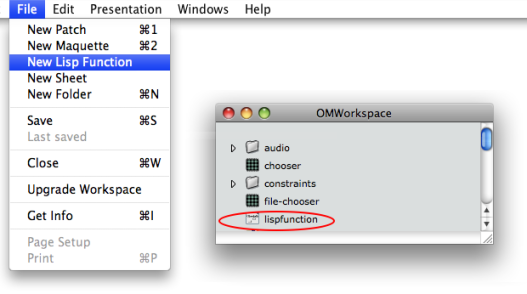 File Edit Presentation Windows Help
New Patch ⌘1
New Maquette ⌘2
New Lisp Function
New Sheet
New Folder ⌘N
Save ⌘S
Last saved
Close ⌘W
Upgrade Workspace
Get Info ⌘I
Page Setup
Print ⌘P
OMWorkspace
audio
chooser
constraints
file-chooser
lispfunction